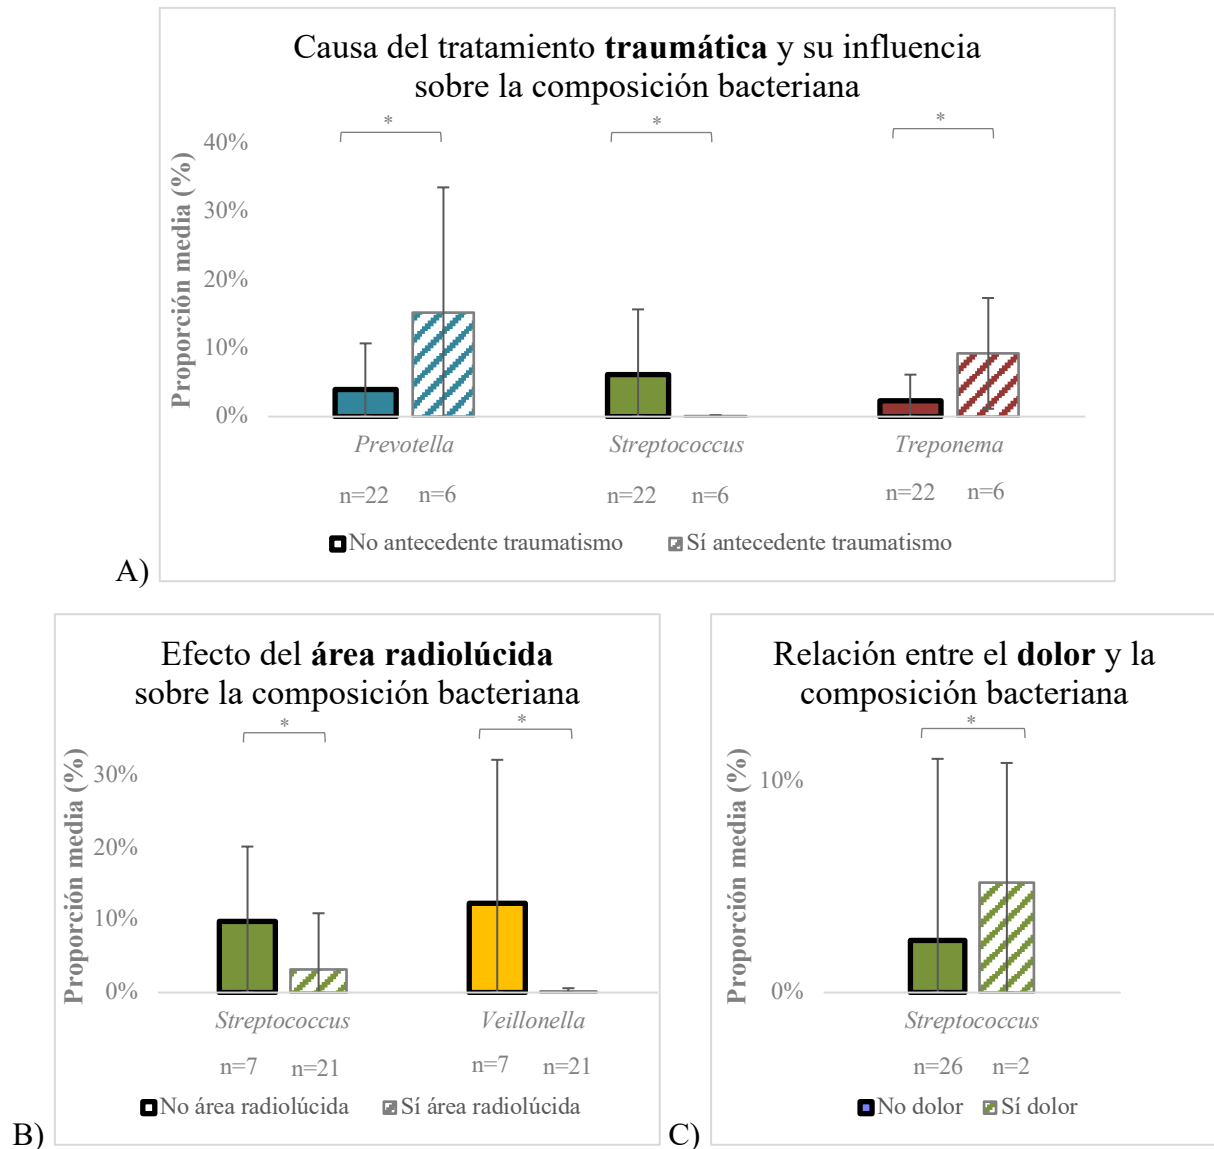 Causa del tratamiento traumática y su influencia
sobre la composición bacteriana
* * *
Proporción media (%)
40%
30%
20%
10%
0%
Prevotella Streptococcus Treponema
n=22 n=6 n=22 n=6 n=22 n=6
No antecedente traumatismo Sí antecedente traumatismo
A)
Efecto del área radiolúcida
sobre la composición bacteriana
* *
Proporción media (%)
30%
20%
10%
0%
Streptococcus Veillonella
n=7 n=21 n=7 n=21
No área radiolúcida Sí área radiolúcida
B)
Relación entre el dolor y la
composición bacteriana
*
Proporción media (%)
10%
0%
Streptococcus
n=26 n=2
No dolor Sí dolor
C)